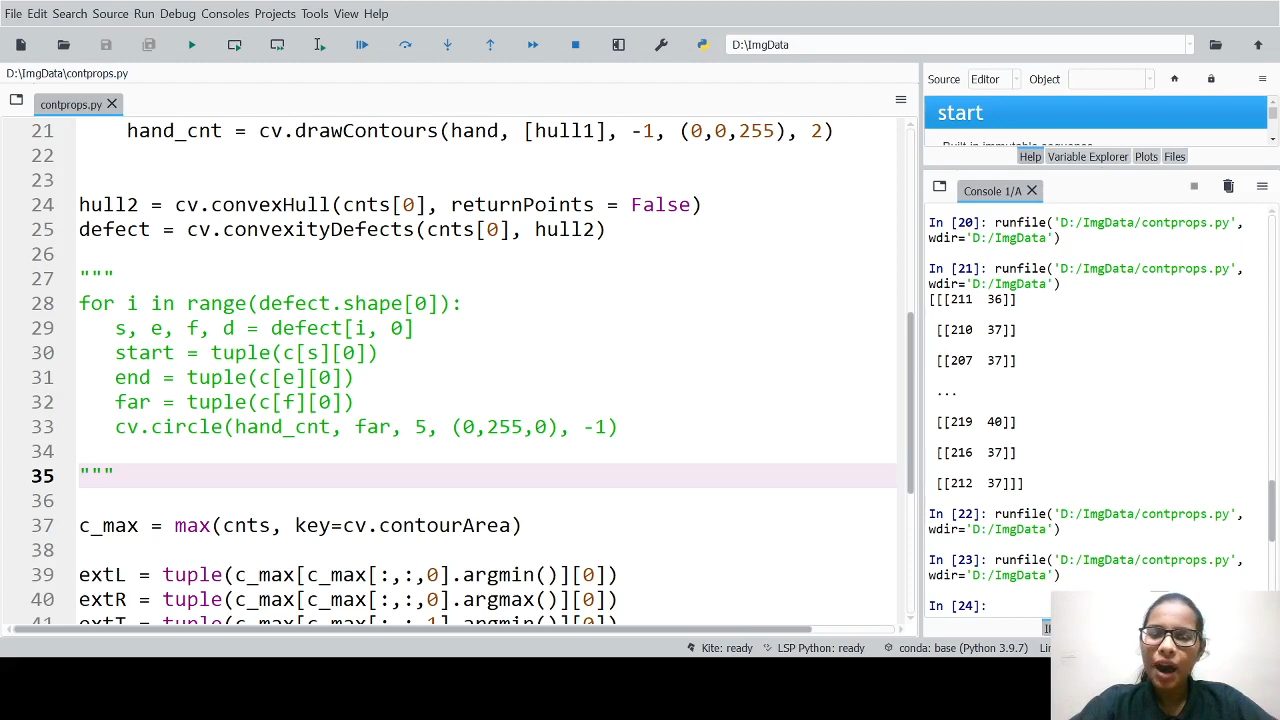 File Edit Search Source Run Debug Consoles Projects Tools View Help
D:\ImgData
D:\ImgData\contprops.py
contprops.py
21 hand_cnt = cv.drawContours(hand, [hull1], -1, (0,0,255), 2)
22
23
24 hull2 = cv.convexHull(cnts[0], returnPoints = False)
25 defect = cv.convexityDefects(cnts[0], hull2)
26
27 """
28 for i in range(defect.shape[0]):
29 s, e, f, d = defect[i, 0]
30 start = tuple(c[s][0])
31 end = tuple(c[e][0])
32 far = tuple(c[f][0])
33 cv.circle(hand_cnt, far, 5, (0,255,0), -1)
34
35 """
36
37 c_max = max(cnts, key=cv.contourArea)
38
39 extL = tuple(c_max[c_max[:,:,0].argmin()][0])
40 extR = tuple(c_max[c_max[:,:,0].argmax()][0])
41 extT = tuple(c_max[c_max[:,:,1].argmin()][0])
Source Editor Object
start
Help Variable Explorer Plots Files
Console 1/A
In [20]: runfile('D:/ImgData/contprops.py',
wdir='D:/ImgData')
In [21]: runfile('D:/ImgData/contprops.py',
wdir='D:/ImgData')
[[[211 36]]
[[210 37]]
[[207 37]]
...
[[219 40]]
[[216 37]]
[[212 37]]]
In [22]: runfile('D:/ImgData/contprops.py',
wdir='D:/ImgData')
In [23]: runfile('D:/ImgData/contprops.py',
wdir='D:/ImgData')
In [24]:
Kite: ready LSP Python: ready conda: base (Python 3.9.7)